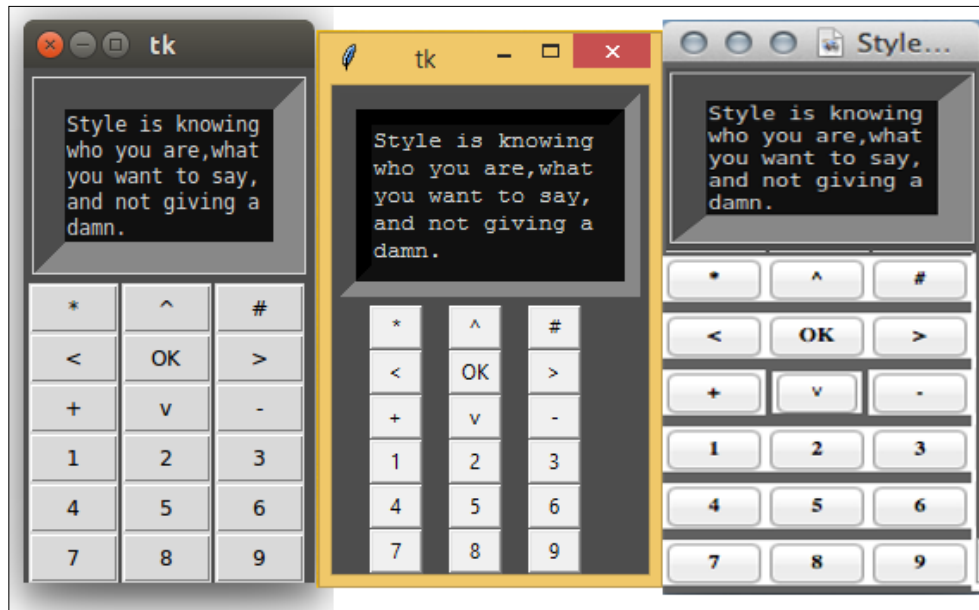 tk
Style is knowing
who you are,what
you want to say,
and not giving a
damn.
* ^ #
< OK >
+ v -
1 2 3
4 5 6
7 8 9
tk
Style is knowing
who you are,what
you want to say,
and not giving a
damn.
* ^ #
< OK >
+ v -
1 2 3
4 5 6
7 8 9
Style...
Style is knowing
who you are,what
you want to say,
and not giving a
damn.
* ^ #
< OK >
+ v -
1 2 3
4 5 6
7 8 9